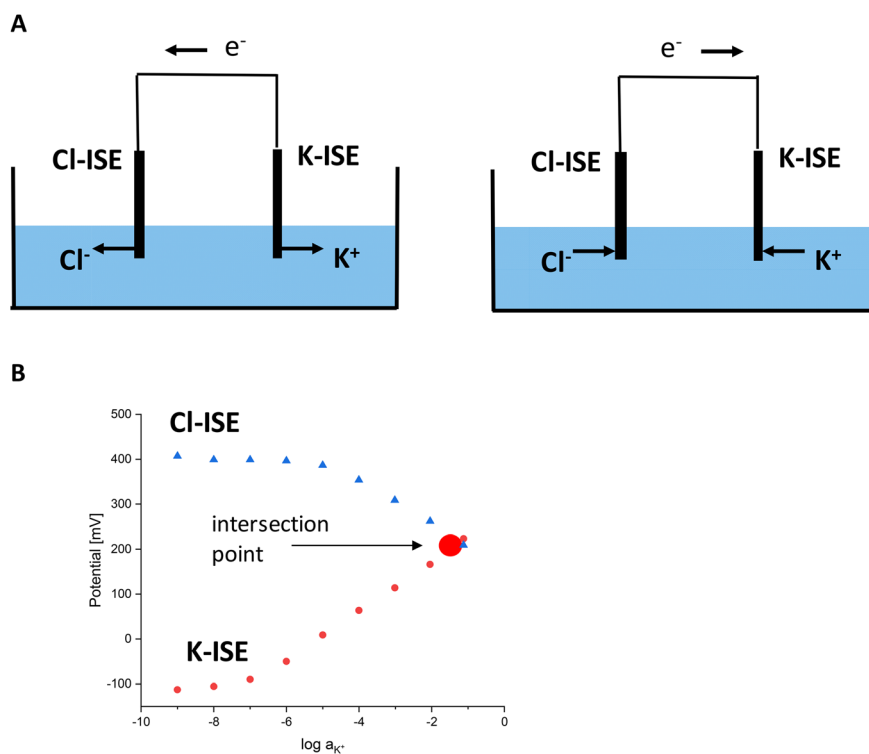 A
e-
e-
Cl-ISE
K-ISE
Cl-ISE
K-ISE
Cl-
K+
Cl-
K+
B
500
400
300
200
100
0
-100
Potential [mV]
Cl-ISE
intersection
point
K-ISE
-10
-8
-6
-4
-2
0
log aK+